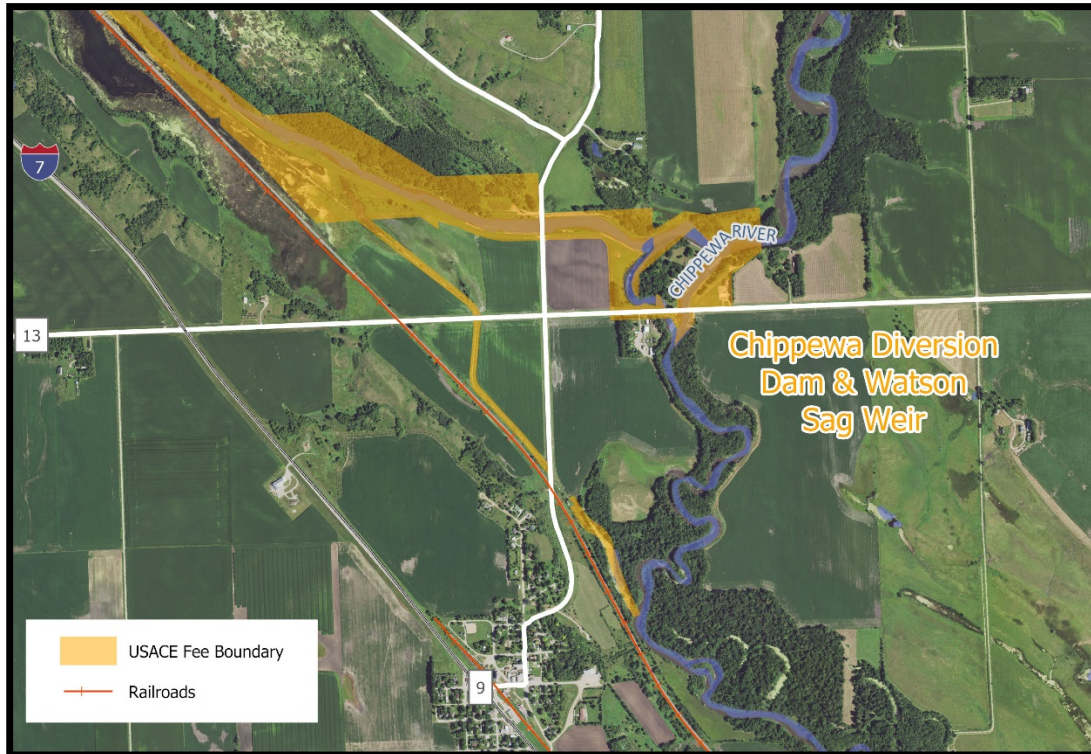 7
CHIPPEWA RIVER
13
Chippewa Diversion
Dam & Watson
Sag Weir
USACE Fee Boundary
Railroads
9